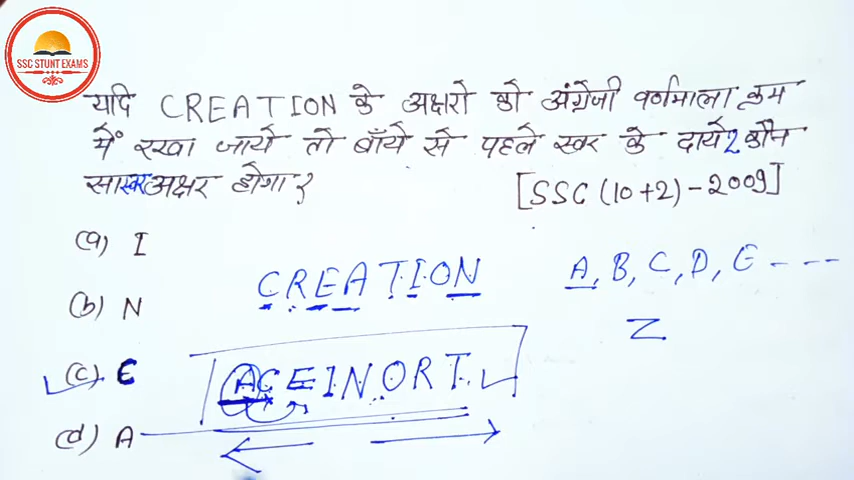 SSC STUNT EXAMS
यदि CREATION के अक्षरो को अंग्रेजी वर्णमाला क्रम
में रखा जाये तो बाँये से पहले स्वर के दाये 2 कौन
सा स्वर अक्षर होगा?
[SSC (10+2) - 2009]
(a) I
(b) N
(c) E
(d) A
CREATION
A, B, C, D, E ----
Z
ACEINORT